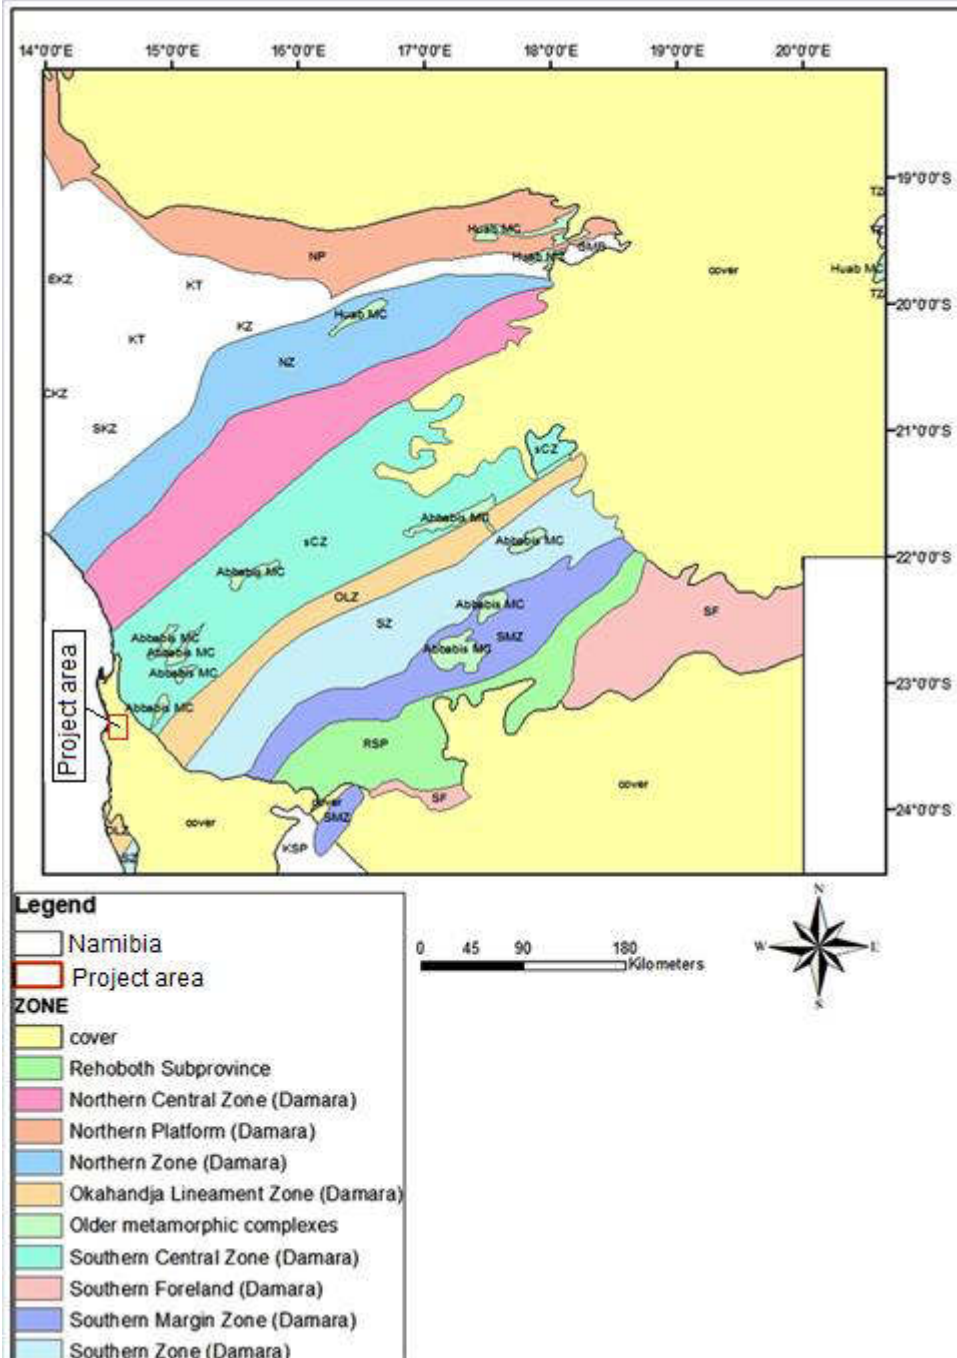 14°0'0"E 15°0'0"E 16°0'0"E 17°0'0"E 18°0'0"E 19°0'0"E 20°0'0"E
19°0'0"S
TZ
Huab MC
NP
Huab MC
cover
Huab MC
TZ
EKZ
KT
20°0'0"S
Huab MC
KZ
KT
NZ
SKZ
21°0'0"S
sCZ
Abbabis MC
sCZ
Abbabis MC
22°0'0"S
Abbabis MC
OLZ
SZ
Abbabis MC
SF
SMZ
Abbabis MC
Abbabis MC
Abbabis MC
Abbabis MC
Abbabis MC
23°0'0"S
Project area
RSP
SF
cover
cover
cover
SMZ
24°0'0"S
OLZ
SZ
KSP
Legend
Namibia
Project area
ZONE
cover
Rehoboth Subprovince
Northern Central Zone (Damara)
Northern Platform (Damara)
Northern Zone (Damara)
Okahandja Lineament Zone (Damara)
Older metamorphic complexes
Southern Central Zone (Damara)
Southern Foreland (Damara)
Southern Margin Zone (Damara)
Southern Zone (Damara)
0 45 90 180
Kilometers
N
W E
S